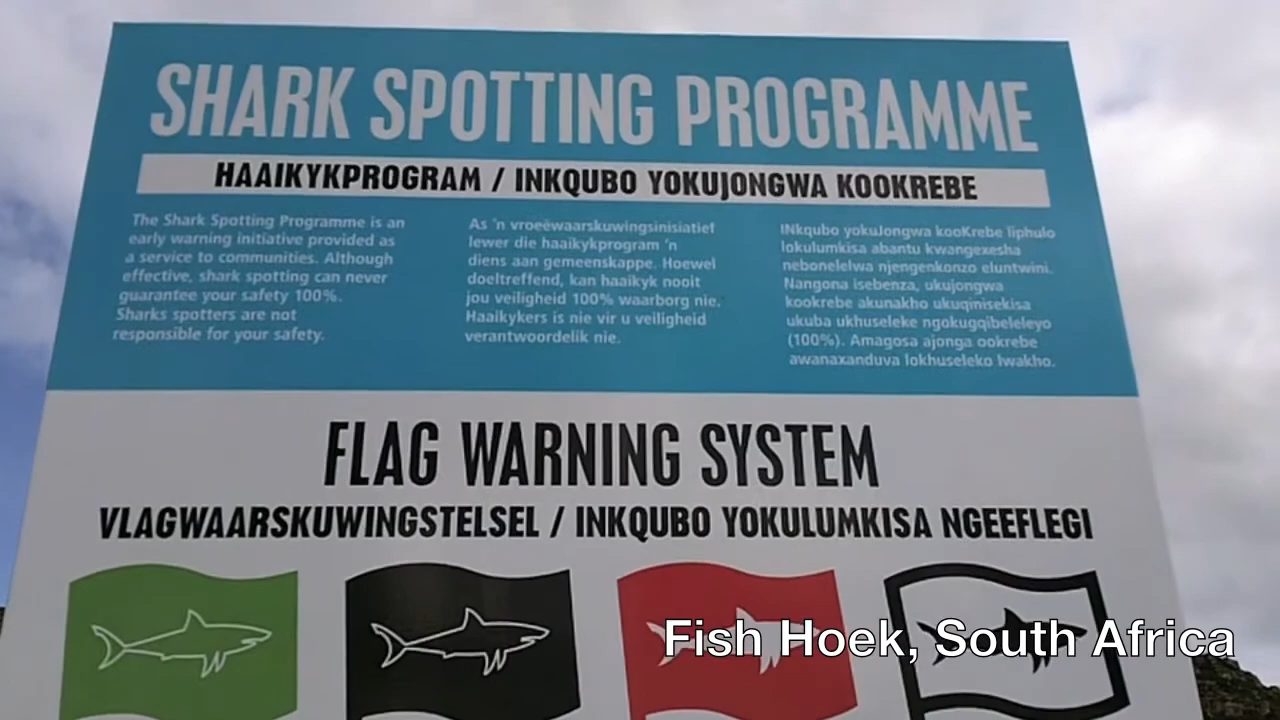 SHARK SPOTTING PROGRAMME
HAAIKYKPROGRAM / INKQUBO YOKUJONGWA KOOKREBE
The Shark Spotting Programme is an
early warning initiative provided as
a service to communities. Although
effective, shark spotting can never
guarantee your safety 100%.
Sharks spotters are not
responsible for your safety.
As 'n vroeëwaarskuwingsinisiatief
lewer die haaikykprogram 'n
diens aan gemeenskappe. Hoewel
doeltreffend, kan haaikyk nooit
jou veiligheid 100% waarborg nie.
Haaikykers is nie vir u veiligheid
verantwoordelik nie.
INkqubo yokuJongwa kooKrebe liphulo
lokulumkisa abantu kwangexesha
nebonelelwa njengenkonzo eluntwini.
Nangona isebenza, ukujongwa
kookrebe akunakho ukuqinisekisa
ukuba ukhuseleke ngokugqibeleleyo
(100%). Amagosa ajonga ookrebe
awanaxanduva lokhuseleko lwakho.
FLAG WARNING SYSTEM
VLAGWAARSKUWINGSTELSEL / INKQUBO YOKULUMKISA NGEEFLEGI
Fish Hoek, South Africa